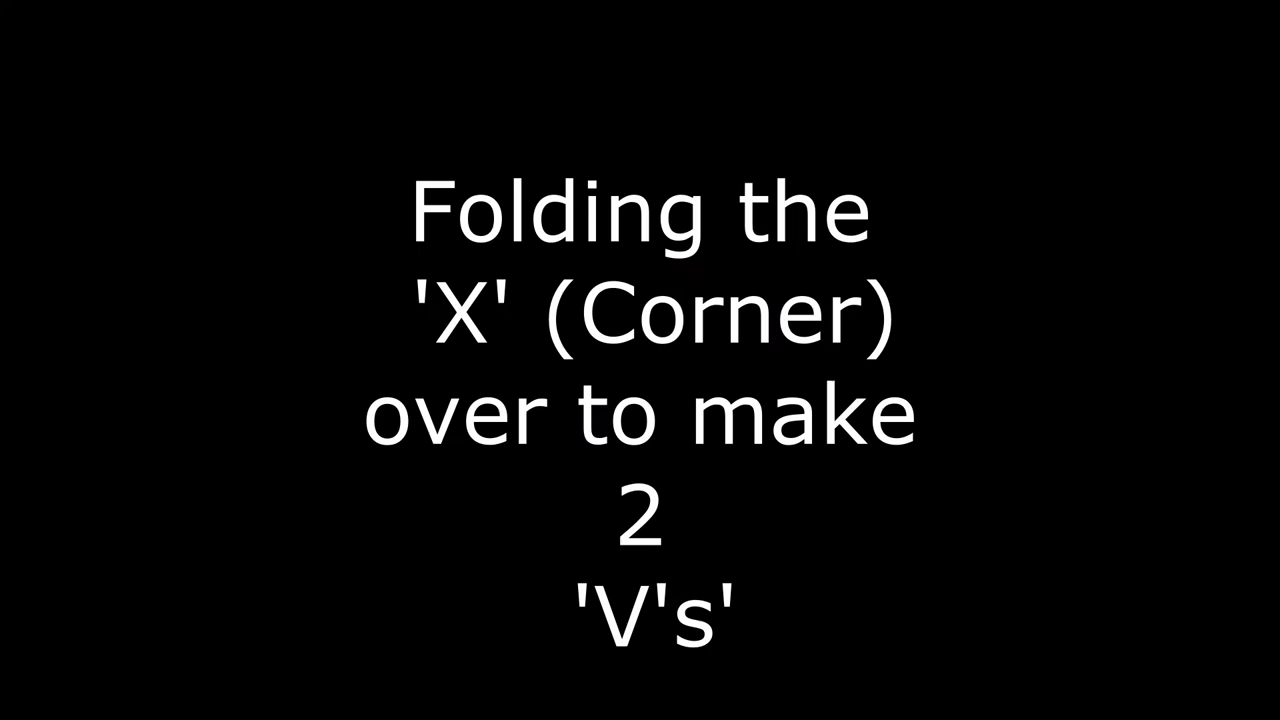 Folding the
'X' (Corner)
over to make
2
'V's'